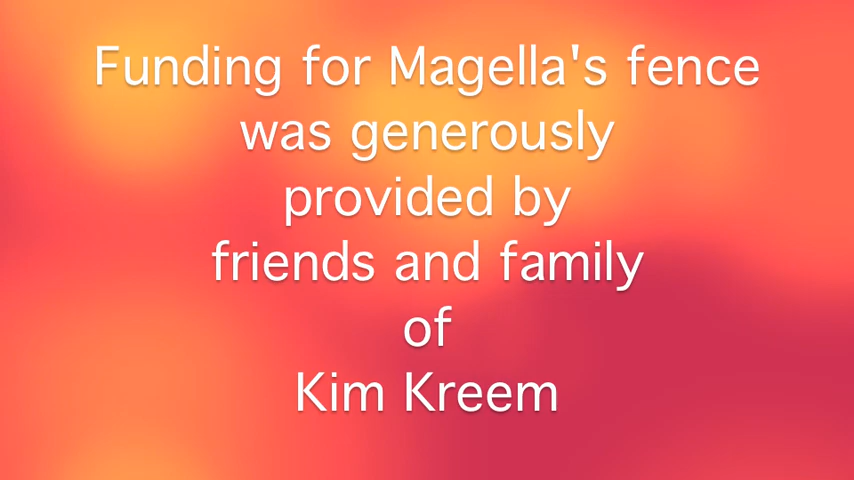 Funding for Magella's fence
was generously
provided by
friends and family
of
Kim Kreem